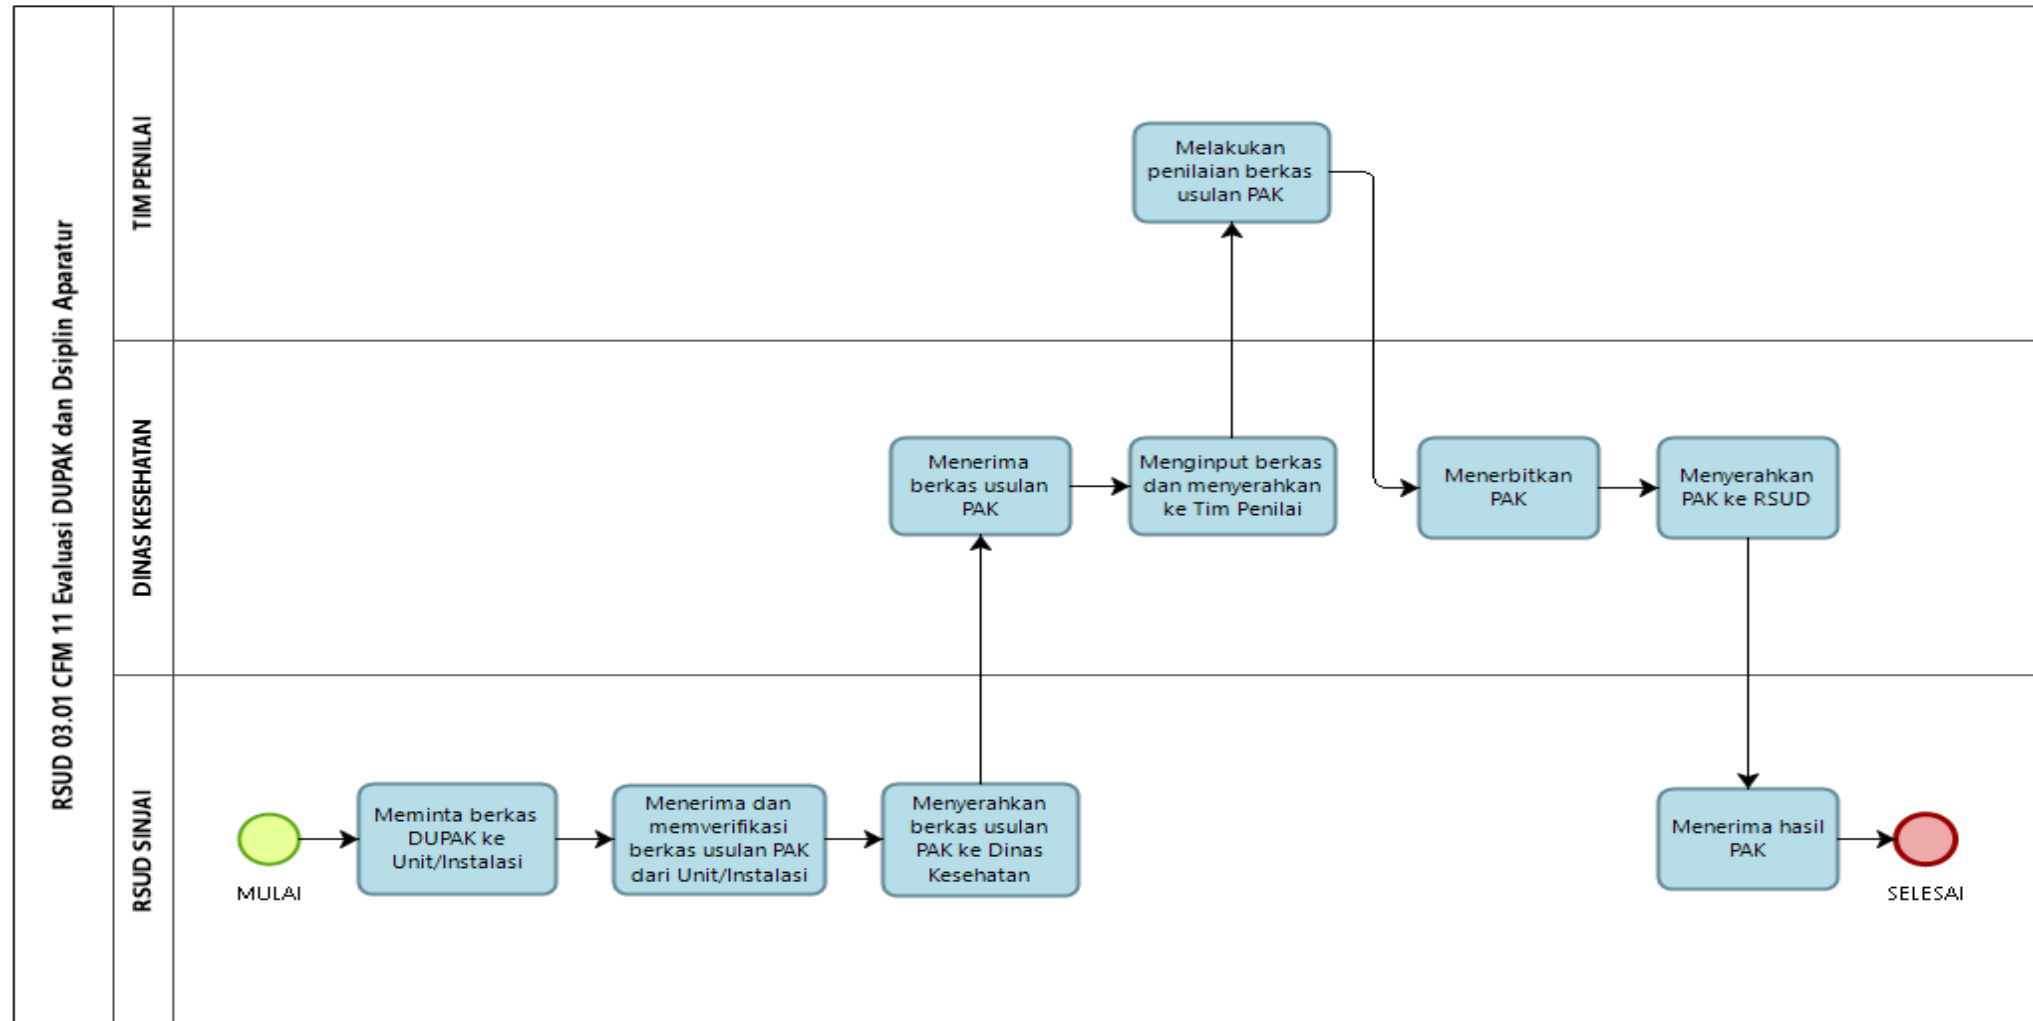 RSUD 03.01 CFM 11 Evaluasi DUPAK dan Dsiplin Aparatur
TIM PENILAI
Melakukan
penilaian berkas
usulan PAK
DINAS KESEHATAN
Menerima
berkas usulan
PAK
Menginput berkas
dan menyerahkan
ke Tim Penilai
Menerbitkan
PAK
Menyerahkan
PAK ke RSUD
RSUD SINJAI
MULAI
Meminta berkas
DUPAK ke
Unit/Instalasi
Menerima dan
memverifikasi
berkas usulan PAK
dari Unit/Instalasi
Menyerahkan
berkas usulan
PAK ke Dinas
Kesehatan
Menerima hasil
PAK
SELESAI